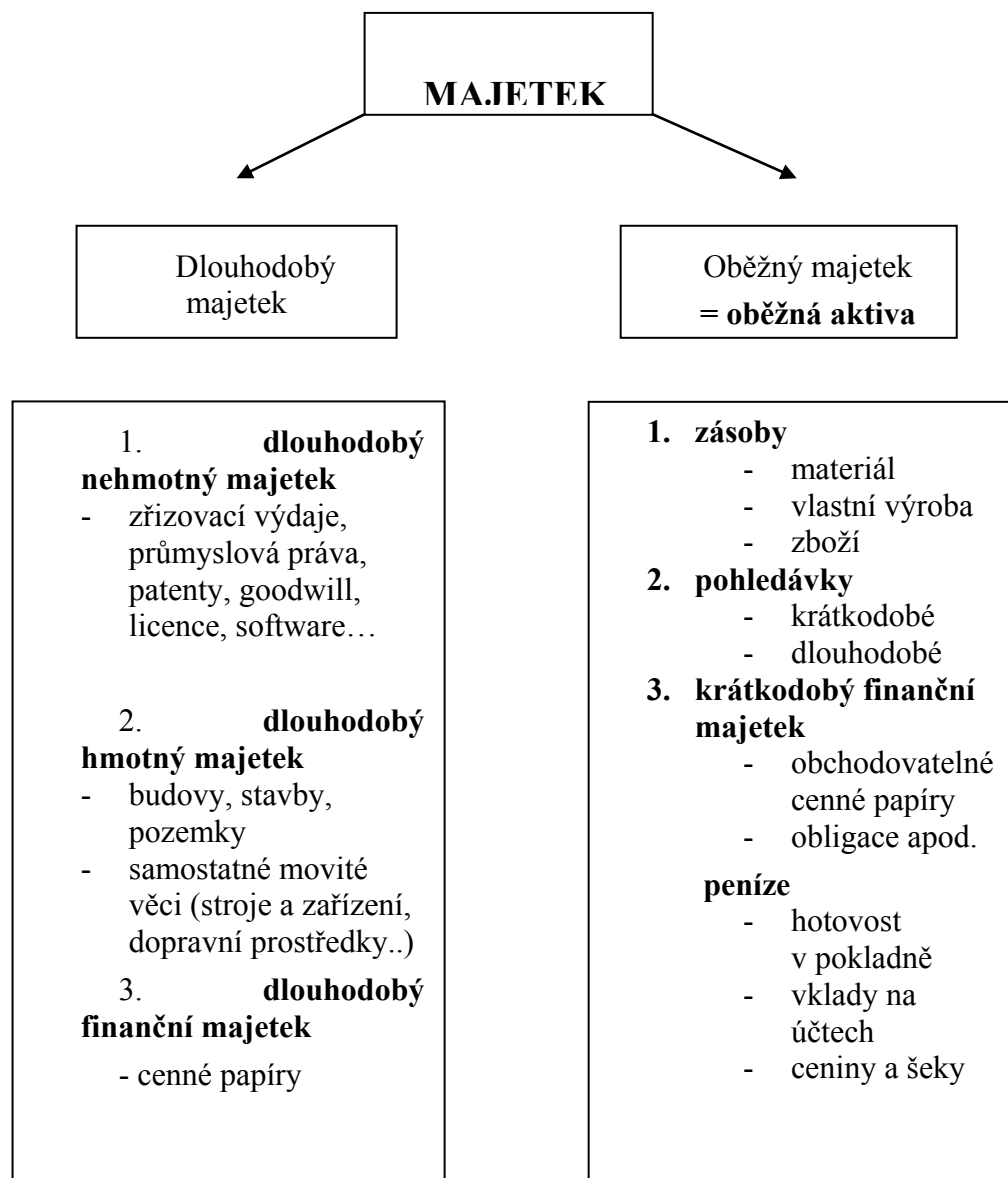 MAJETEK
Dlouhodobý
majetek
Oběžný majetek
= oběžná aktiva
1. dlouhodobý
nehmotný majetek
- zřizovací výdaje,
průmyslová práva,
patenty, goodwill,
licence, software…
2. dlouhodobý
hmotný majetek
- budovy, stavby,
pozemky
- samostatné movité
věci (stroje a zařízení,
dopravní prostředky..)
3. dlouhodobý
finanční majetek
- cenné papíry
1. zásoby
- materiál
- vlastní výroba
- zboží
2. pohledávky
- krátkodobé
- dlouhodobé
3. krátkodobý finanční
majetek
- obchodovatelné
cenné papíry
- obligace apod.
peníze
- hotovost
v pokladně
- vklady na
účtech
- ceniny a šeky